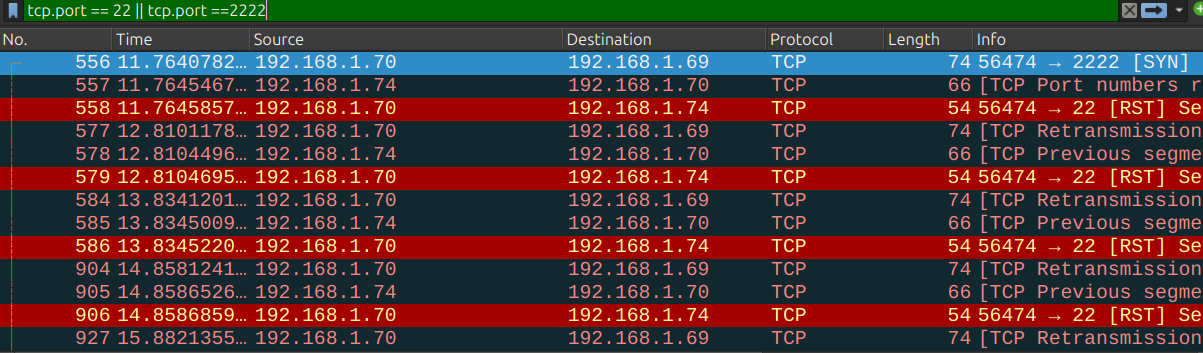 tcp.port == 22 || tcp.port ==2222
No. Time Source Destination Protocol Length Info
556 11.7640782… 192.168.1.70 192.168.1.69 TCP 74 56474 → 2222 [SYN]
557 11.7645467… 192.168.1.74 192.168.1.70 TCP 66 [TCP Port numbers r
558 11.7645857… 192.168.1.70 192.168.1.74 TCP 54 56474 → 22 [RST] Se
577 12.8101178… 192.168.1.70 192.168.1.69 TCP 74 [TCP Retransmission
578 12.8104496… 192.168.1.74 192.168.1.70 TCP 66 [TCP Previous segme
579 12.8104695… 192.168.1.70 192.168.1.74 TCP 54 56474 → 22 [RST] Se
584 13.8341201… 192.168.1.70 192.168.1.69 TCP 74 [TCP Retransmission
585 13.8345009… 192.168.1.74 192.168.1.70 TCP 66 [TCP Previous segme
586 13.8345220… 192.168.1.70 192.168.1.74 TCP 54 56474 → 22 [RST] Se
904 14.8581241… 192.168.1.70 192.168.1.69 TCP 74 [TCP Retransmission
905 14.8586526… 192.168.1.74 192.168.1.70 TCP 66 [TCP Previous segme
906 14.8586859… 192.168.1.70 192.168.1.74 TCP 54 56474 → 22 [RST] Se
927 15.8821355… 192.168.1.70 192.168.1.69 TCP 74 [TCP Retransmission